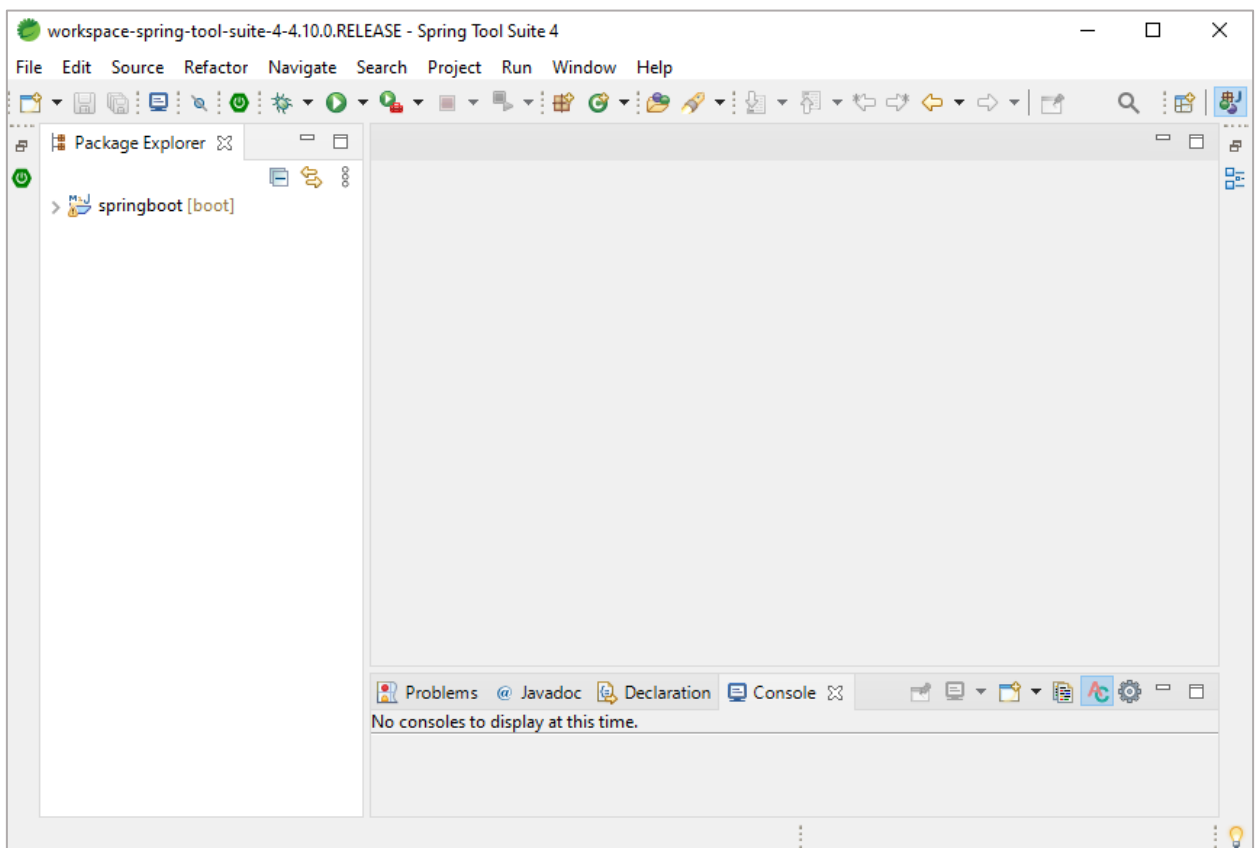 workspace-spring-tool-suite-4-4.10.0.RELEASE - Spring Tool Suite 4
File Edit Source Refactor Navigate Search Project Run Window Help
Package Explorer
springboot [boot]
Problems @ Javadoc Declaration Console
No consoles to display at this time.